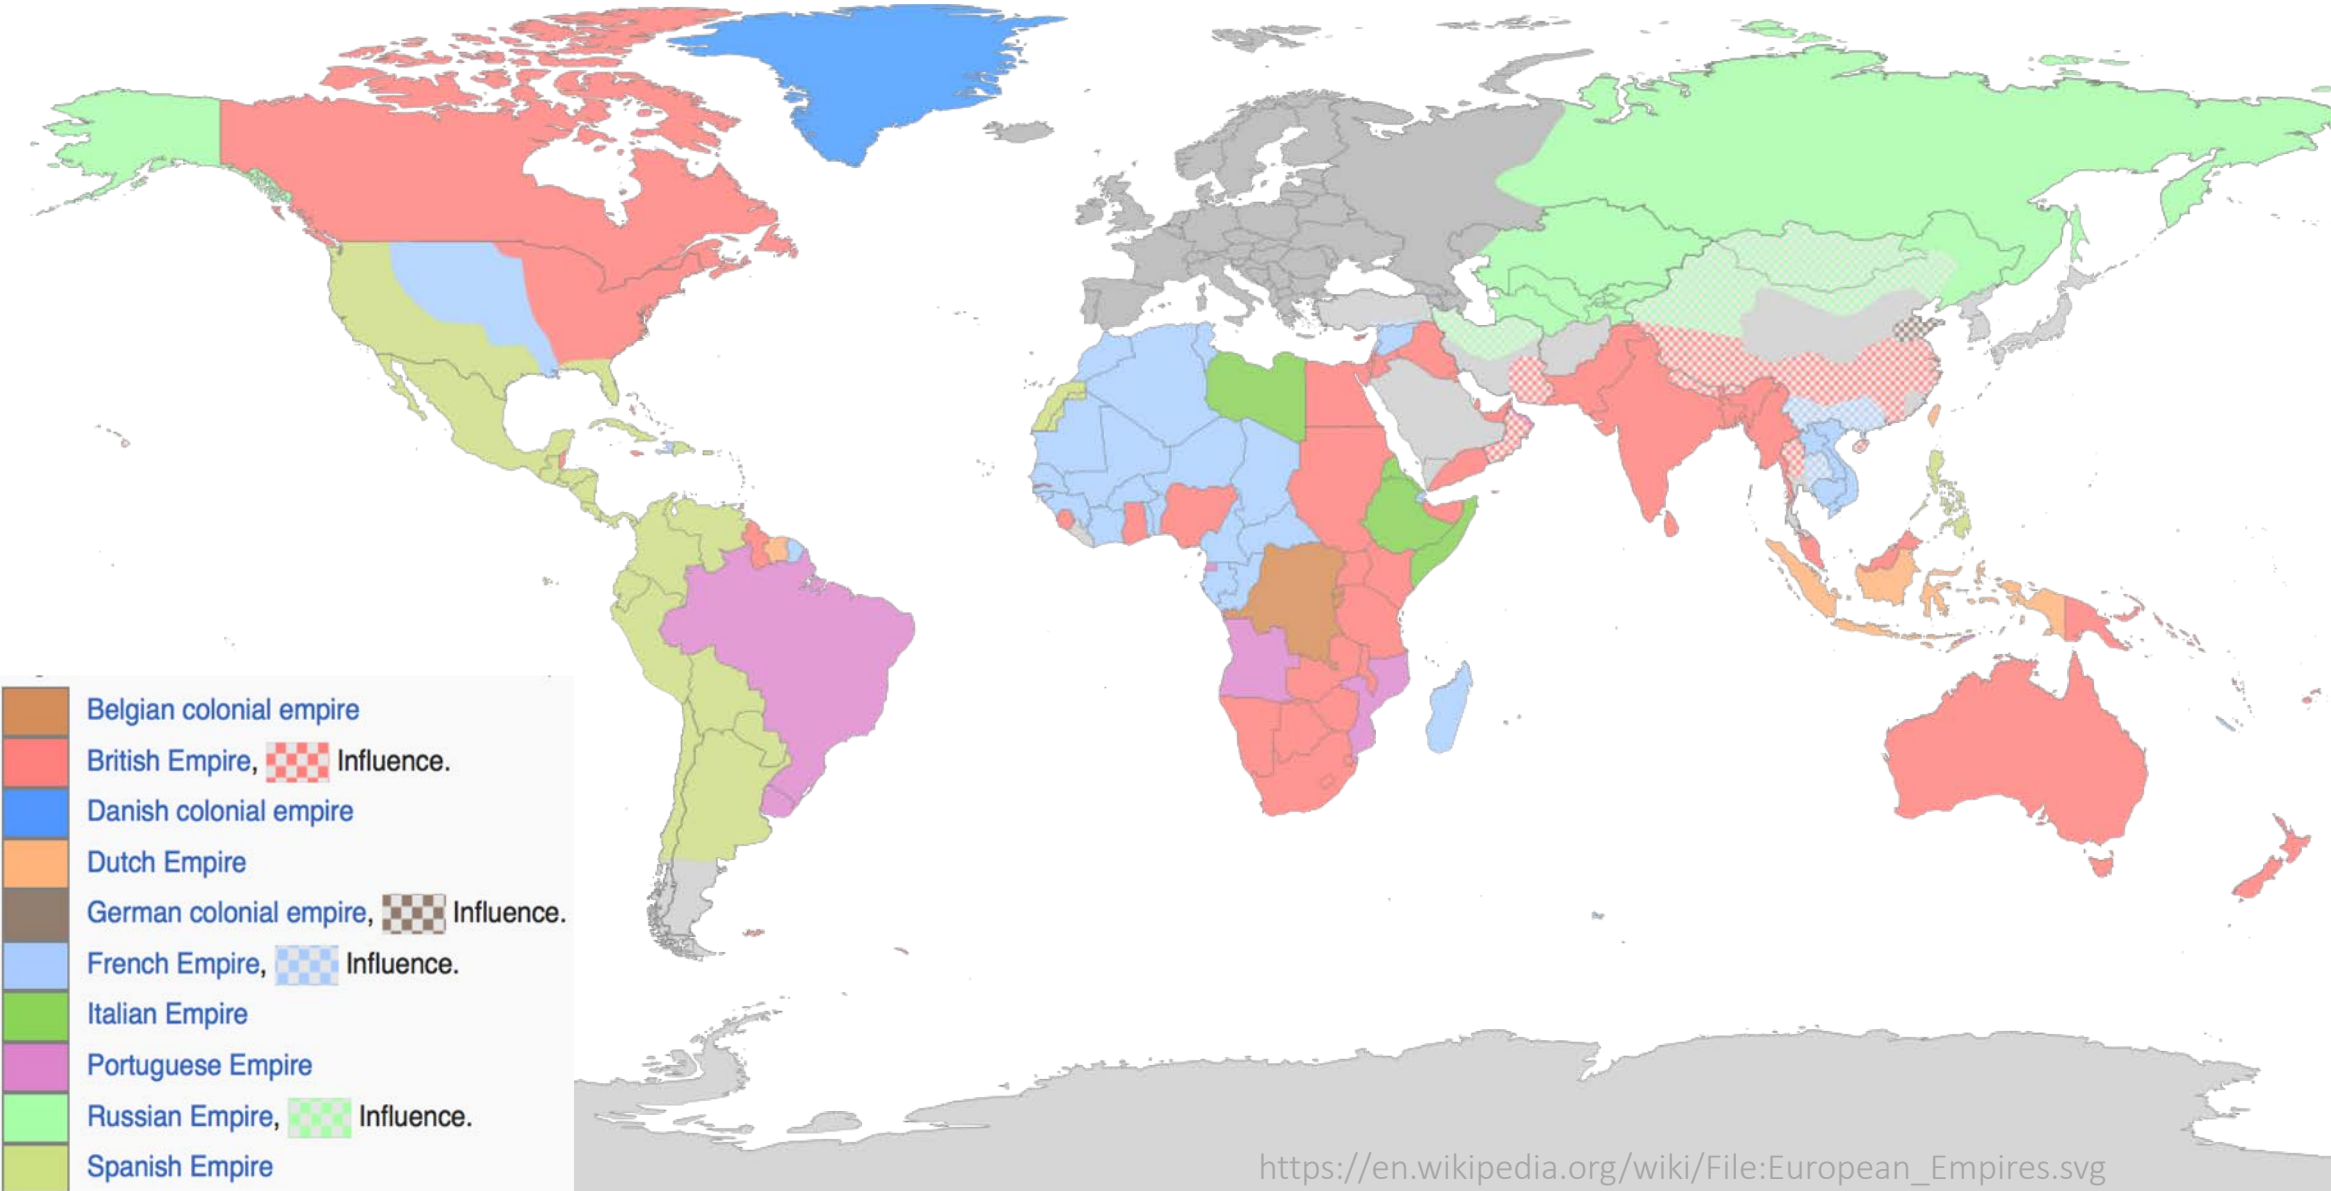 Belgian colonial empire
British Empire, Influence.
Danish colonial empire
Dutch Empire
German colonial empire, Influence.
French Empire, Influence.
Italian Empire
Portuguese Empire
Russian Empire, Influence.
Spanish Empire
https://en.wikipedia.org/wiki/File:European_Empires.svg